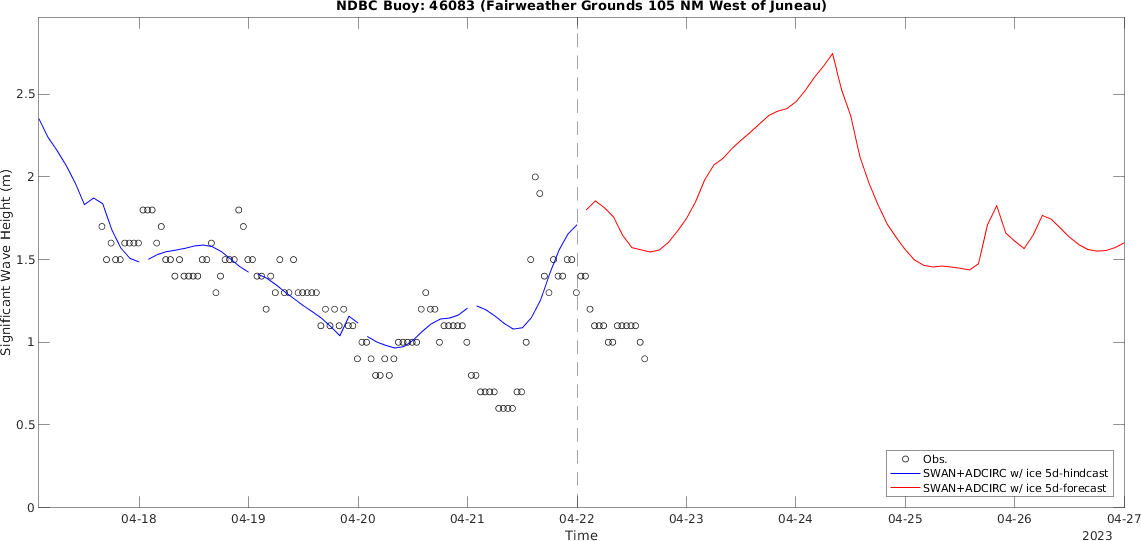 NDBC Buoy: 46083 (Fairweather Grounds 105 NM West of Juneau)
Significant Wave Height (m)
2.5
2
1.5
1
0.5
0
Obs.
SWAN+ADCIRC w/ ice 5d-hindcast
SWAN+ADCIRC w/ ice 5d-forecast
04-18 04-19 04-20 04-21 04-22 04-23 04-24 04-25 04-26 04-27
Time
2023